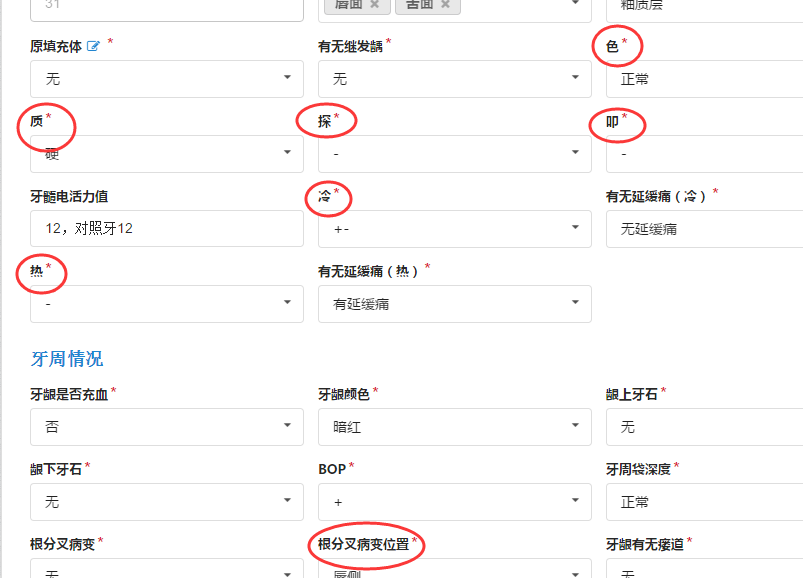 31 唇面 × 舌面 × 釉质层
原填充体 * 有无继发龋 * 色 *
无 无 正常
质 * 探 * 叩 *
硬 - -
牙髓电活力值 冷 * 有无延缓痛（冷） *
12，对照牙12 +- 无延缓痛
热 * 有无延缓痛（热） *
- 有延缓痛
牙周情况
牙龈是否充血 * 牙龈颜色 * 龈上牙石 *
否 暗红 无
龈下牙石 * BOP * 牙周袋深度 *
无 + 正常
根分叉病变 * 根分叉病变位置 * 牙龈有无瘘道 *
无 唇侧 无